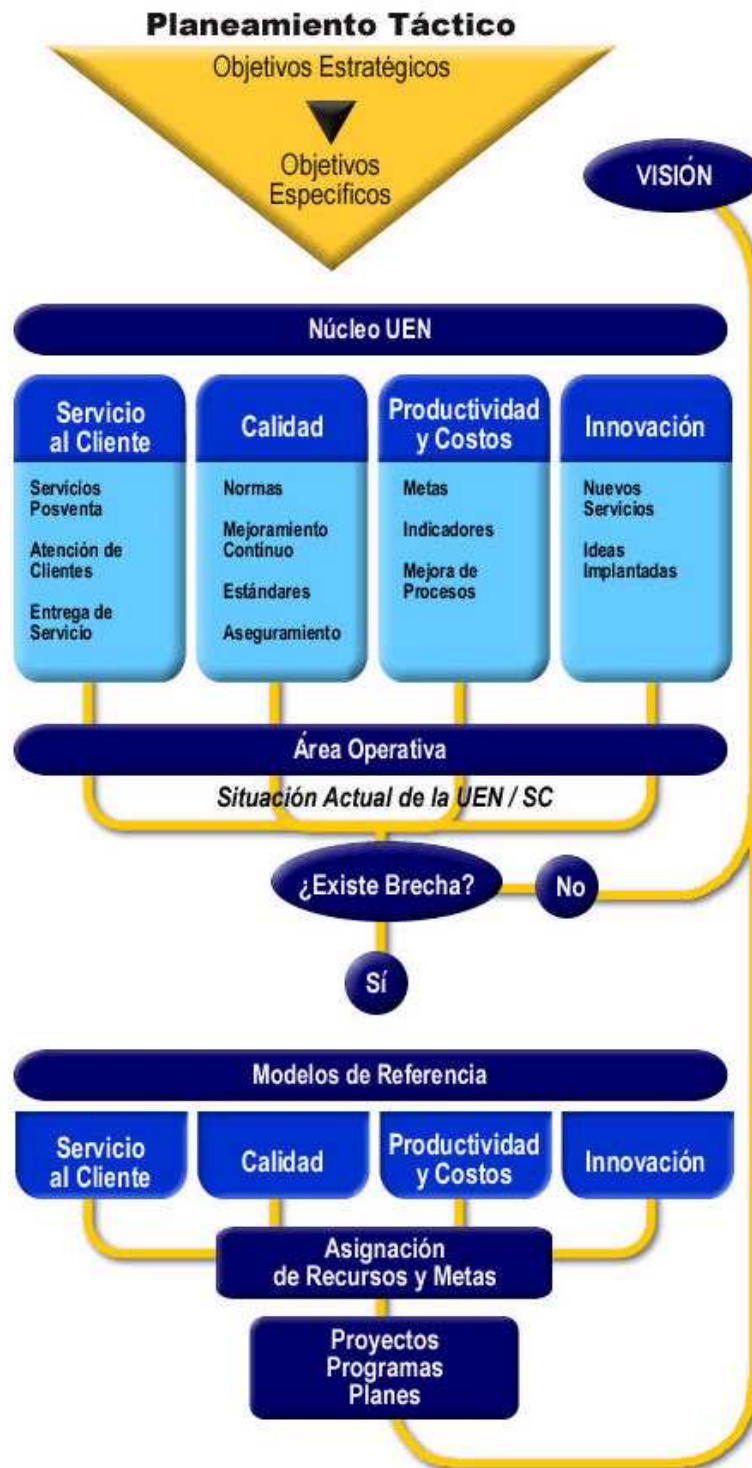 Planeamiento Táctico
Objetivos Estratégicos
Objetivos
Específicos
VISIÓN
Núcleo UEN
Servicio
al Cliente
Servicios
Posventa
Atención de
Clientes
Entrega de
Servicio
Calidad
Normas
Mejoramiento
Contínuo
Estándares
Aseguramiento
Productividad
y Costos
Metas
Indicadores
Mejora de
Procesos
Innovación
Nuevos
Servicios
Ideas
Implantadas
Área Operativa
Situación Actual de la UEN / SC
¿Existe Brecha?
No
Sí
Modelos de Referencia
Servicio
al Cliente
Calidad
Productividad
y Costos
Innovación
Asignación
de Recursos y Metas
Proyectos
Programas
Planes